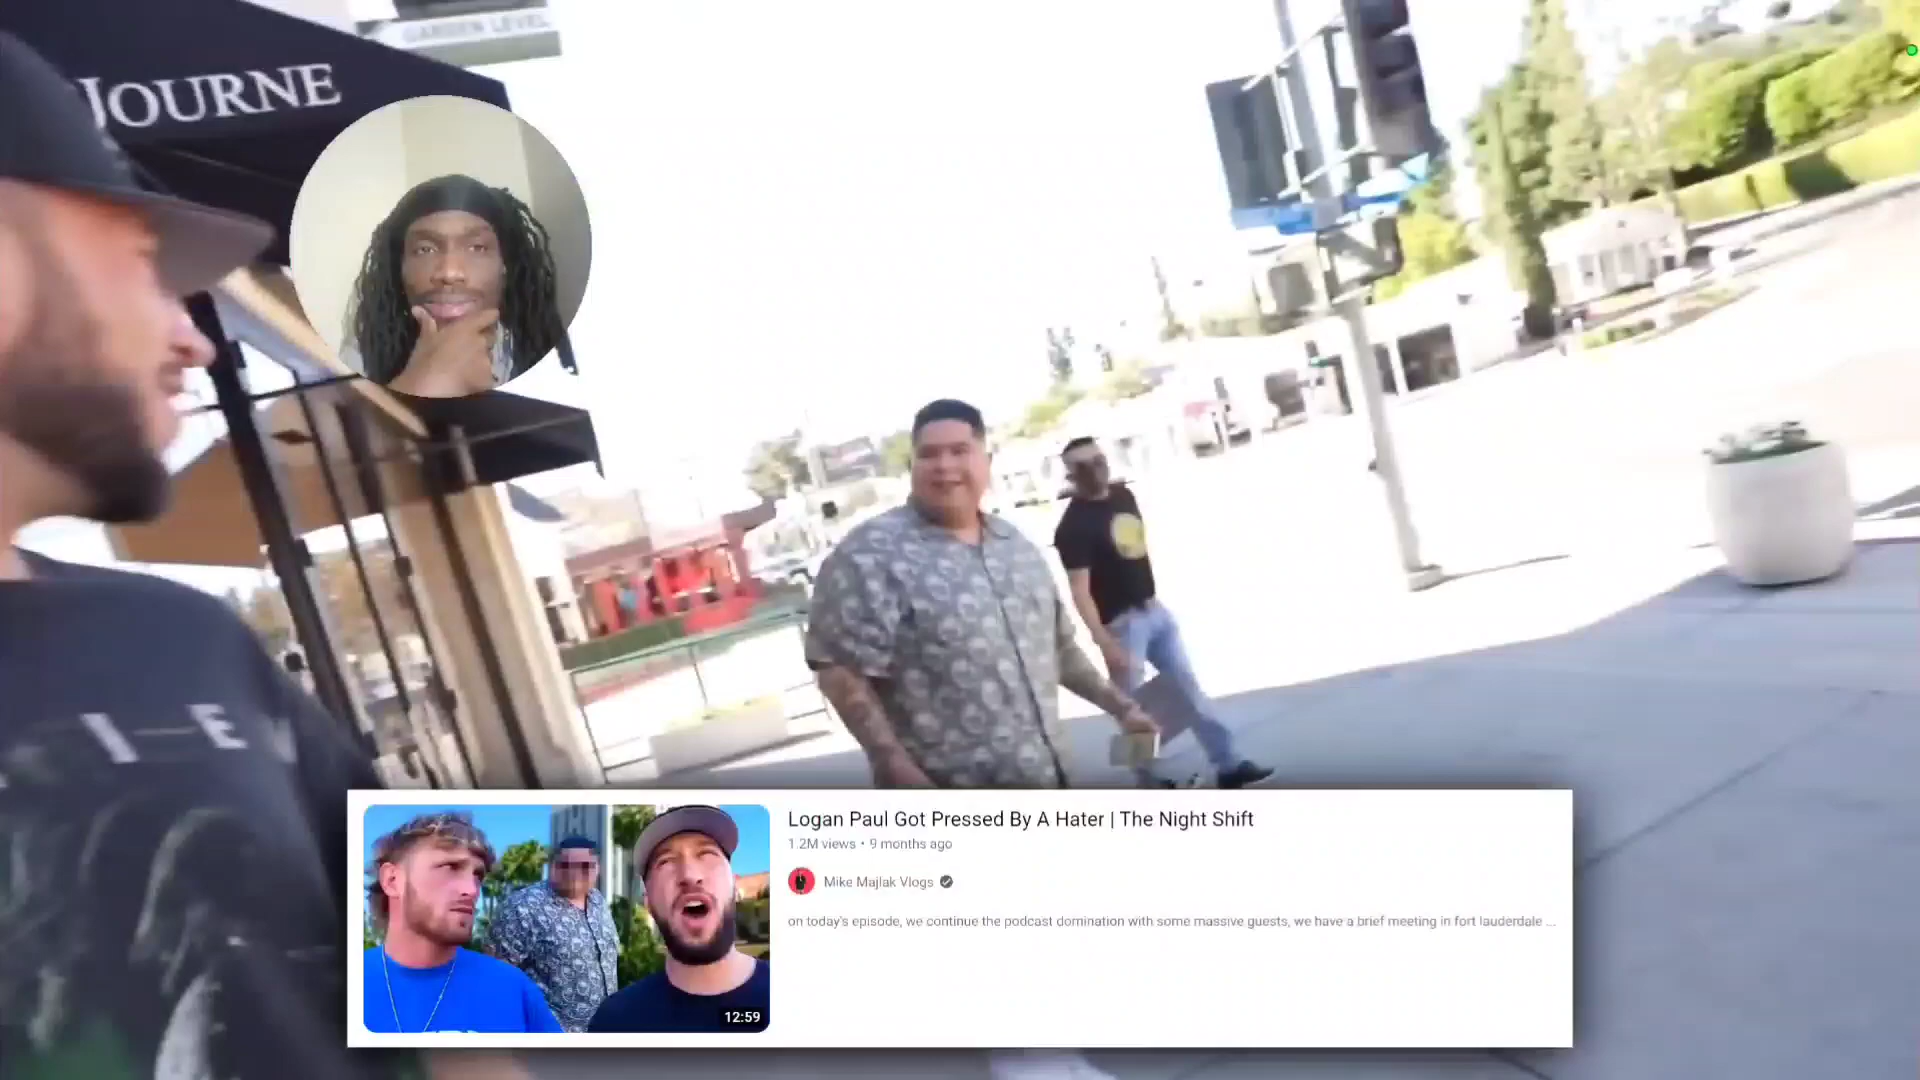 GARDEN LEVEL
JOURNE
I—E
Logan Paul Got Pressed By A Hater | The Night Shift
1.2M views • 9 months ago
Mike Majlak Vlogs
on today's episode, we continue the podcast domination with some massive guests, we have a brief meeting in fort lauderdale ...
12:59